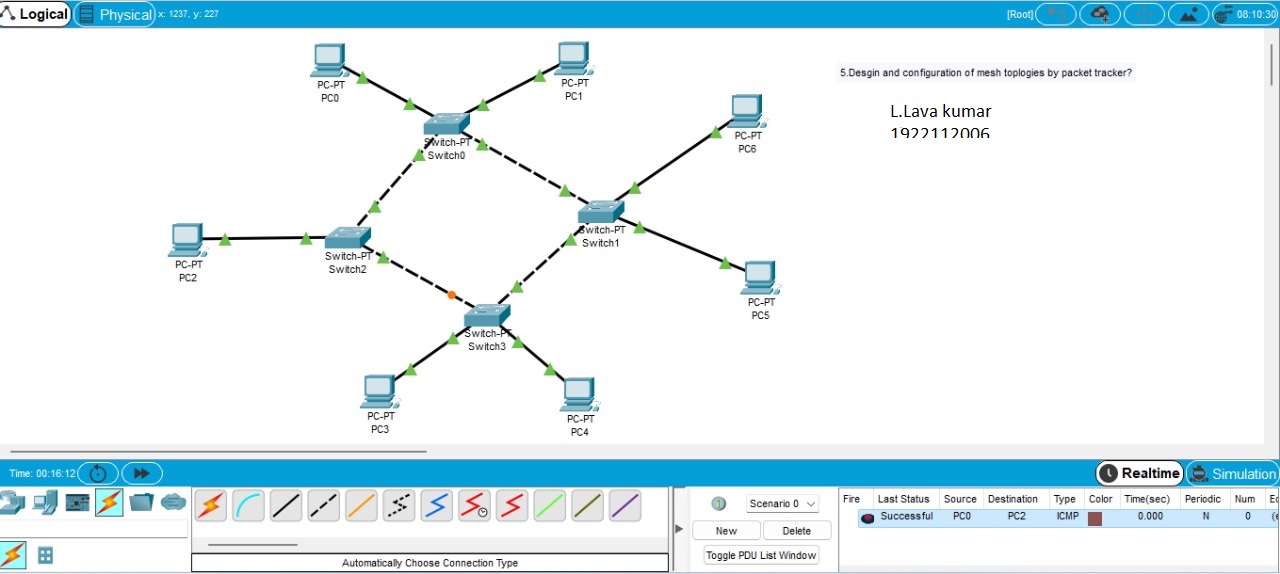 Logical
Physical
x: 1237, y: 227
[Root]
08:10:30
5.Desgin and configuration of mesh toplogies by packet tracker?
L.Lava kumar
1922112006
PC-PT
PC0
PC-PT
PC1
PC-PT
PC6
Switch-PT
Switch0
Switch-PT
Switch1
PC-PT
PC2
Switch-PT
Switch2
PC-PT
PC5
Switch-PT
Switch3
PC-PT
PC3
PC-PT
PC4
Time: 00:16:12
Realtime
Simulation
Scenario 0
New
Delete
Toggle PDU List Window
Automatically Choose Connection Type
Fire Last Status Source Destination Type Color Time(sec) Periodic Num
Successful PC0 PC2 ICMP 0.000 N 0